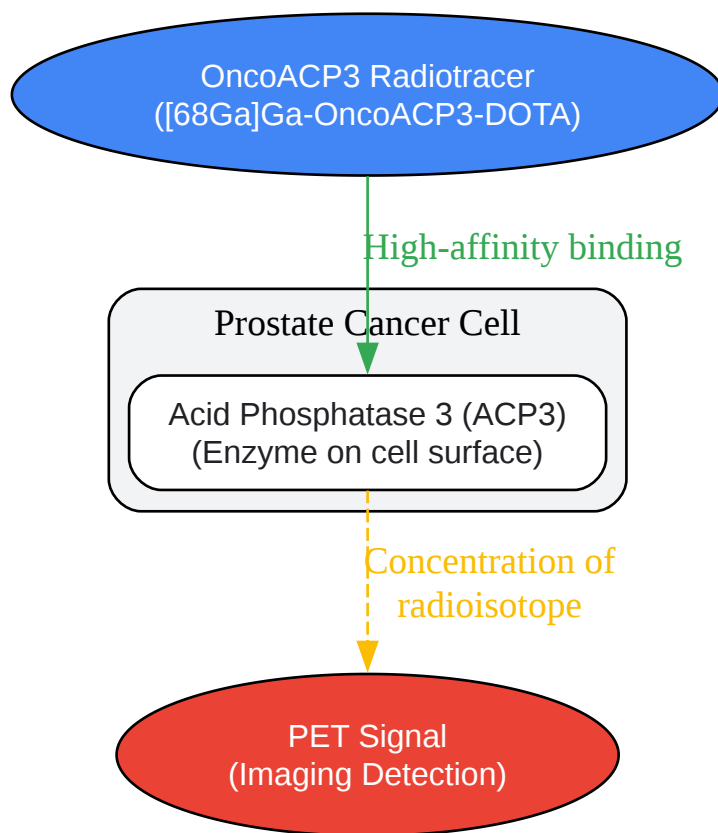 OncoACP3 Radiotracer
([68Ga]Ga-OncoACP3-DOTA)
High-affinity binding
Prostate Cancer Cell
Acid Phosphatase 3 (ACP3)
(Enzyme on cell surface)
Concentration of
radioisotope
PET Signal
(Imaging Detection)